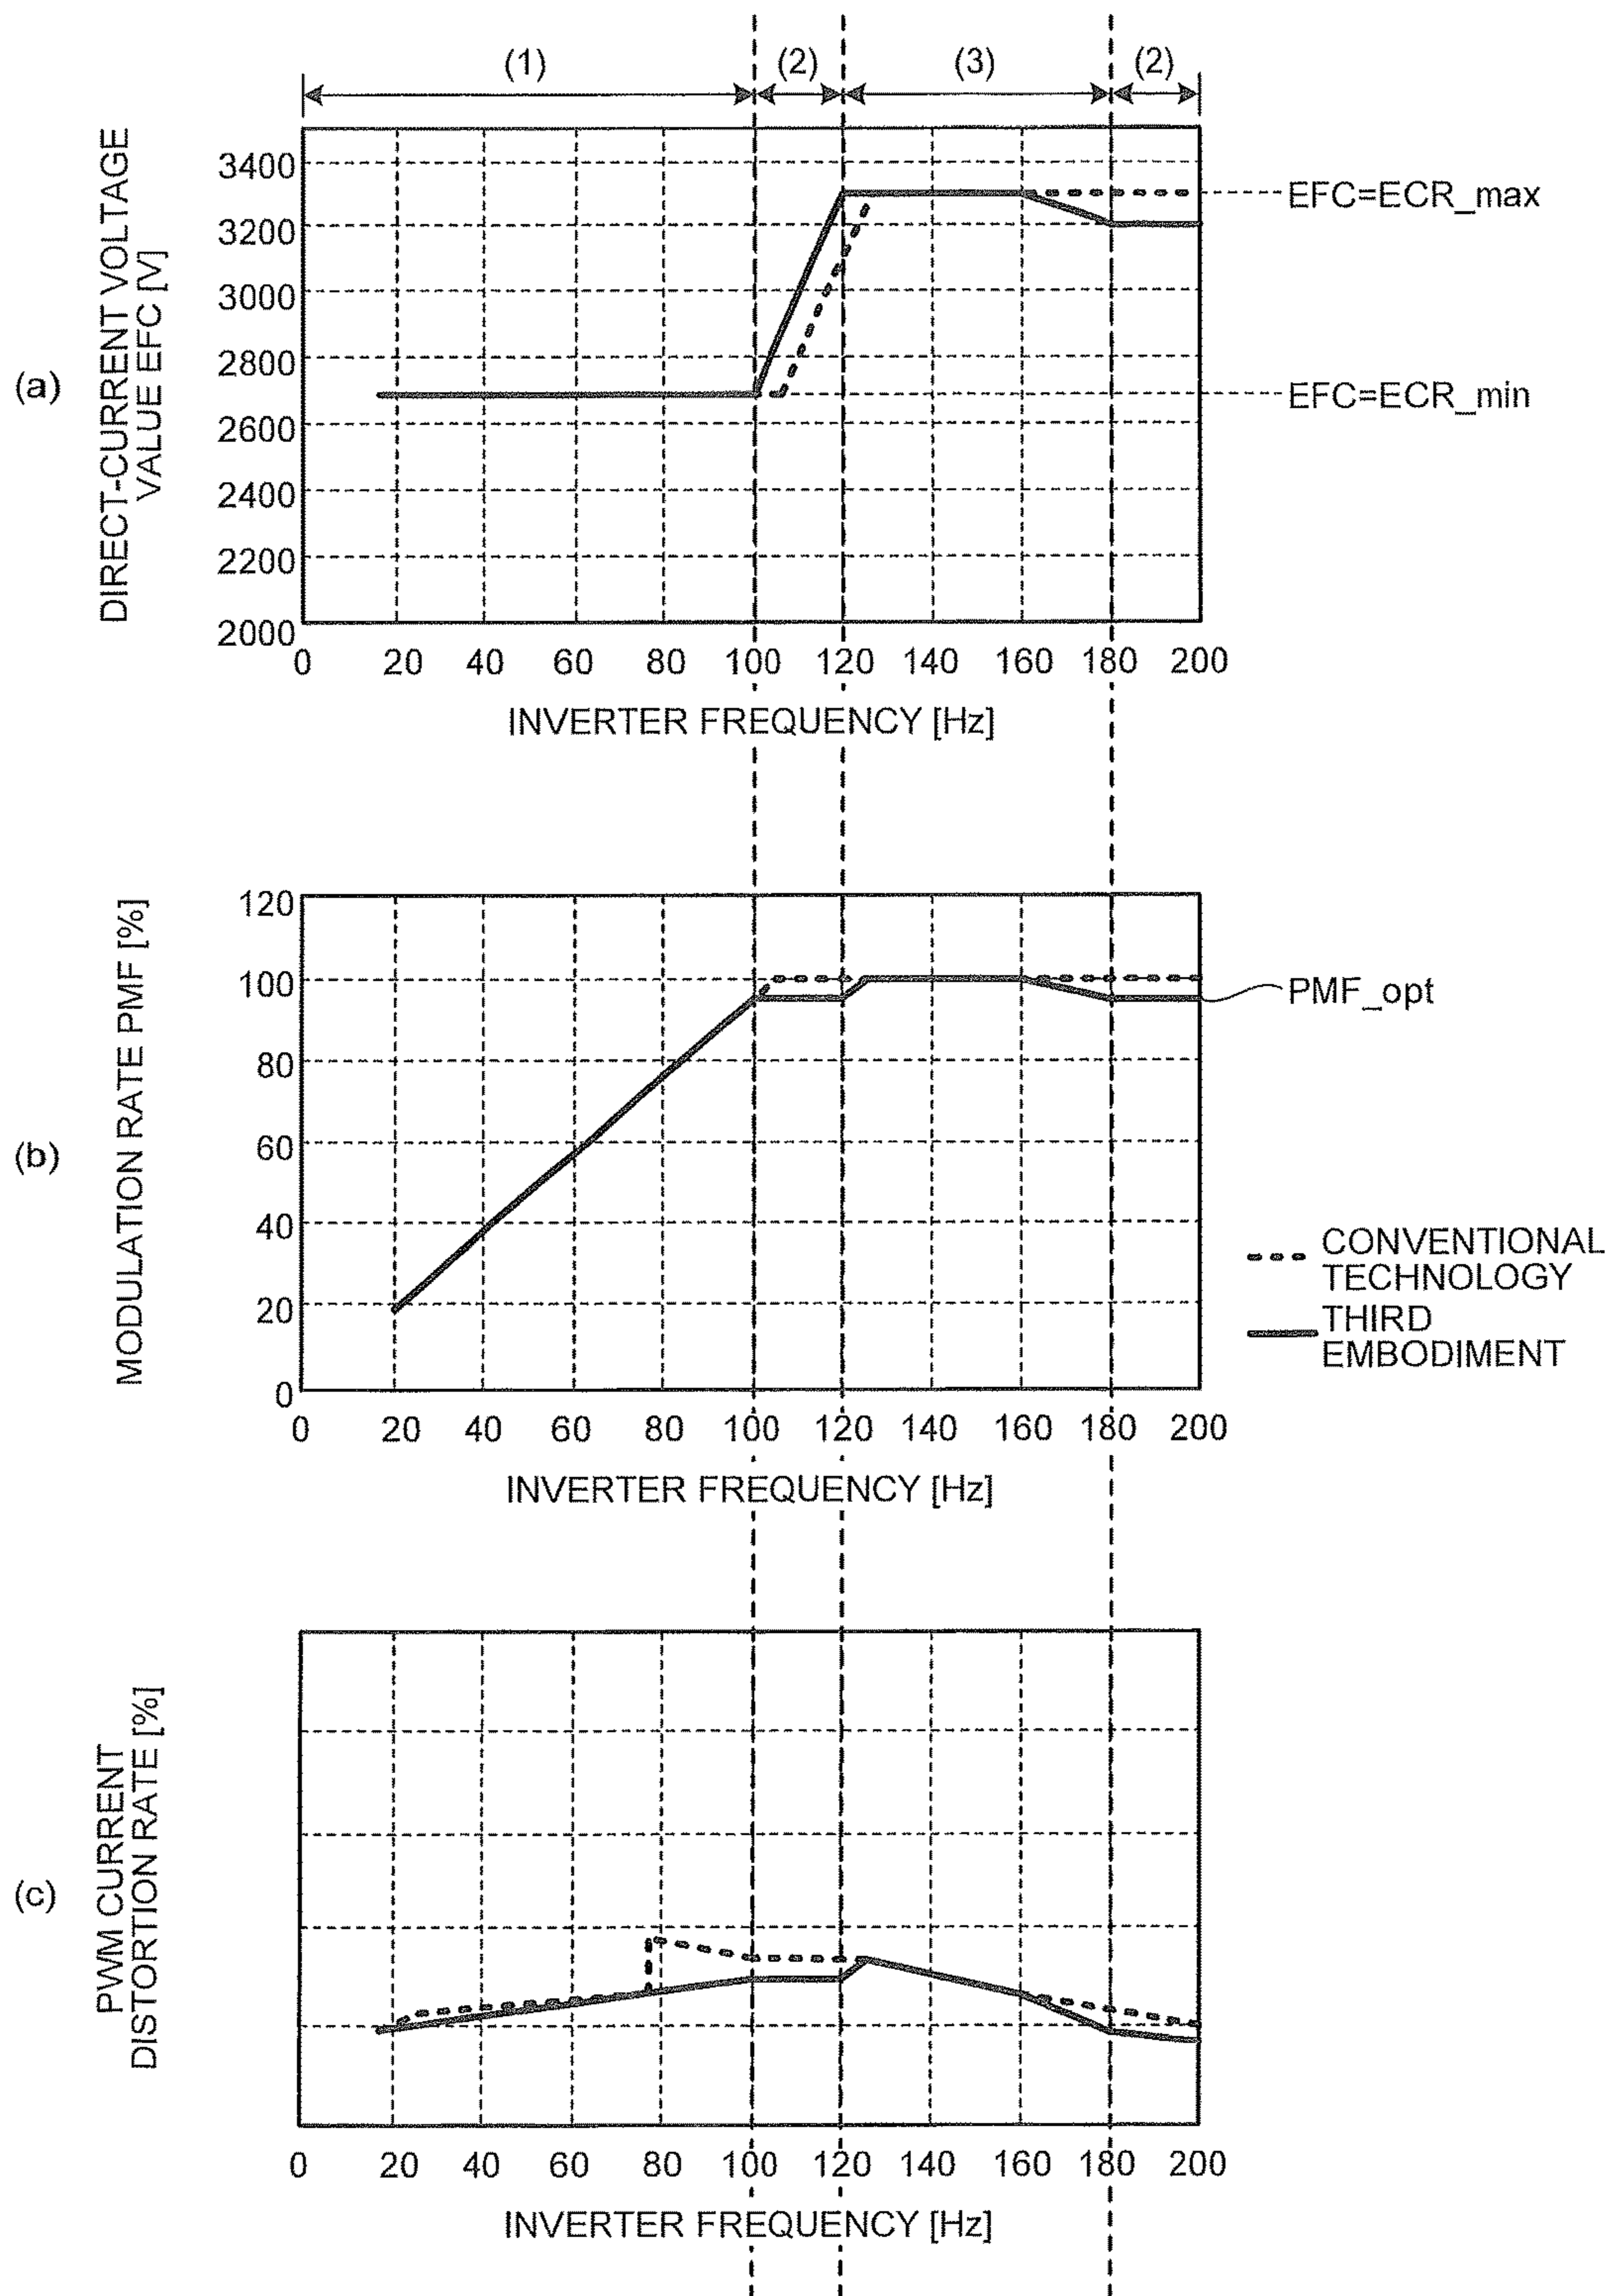 (1) (2) (3) (2)
(a)
DIRECT-CURRENT VOLTAGE
VALUE EFC [V]
3400
3200
3000
2800
2600
2400
2200
2000
EFC=ECR_max
EFC=ECR_min
0 20 40 60 80 100 120 140 160 180 200
INVERTER FREQUENCY [Hz]
(b)
MODULATION RATE PMF [%]
120
100
80
60
40
20
0
PMF_opt
CONVENTIONAL
TECHNOLOGY
THIRD
EMBODIMENT
0 20 40 60 80 100 120 140 160 180 200
INVERTER FREQUENCY [Hz]
(c)
PWM CURRENT
DISTORTION RATE [%]
0 20 40 60 80 100 120 140 160 180 200
INVERTER FREQUENCY [Hz]